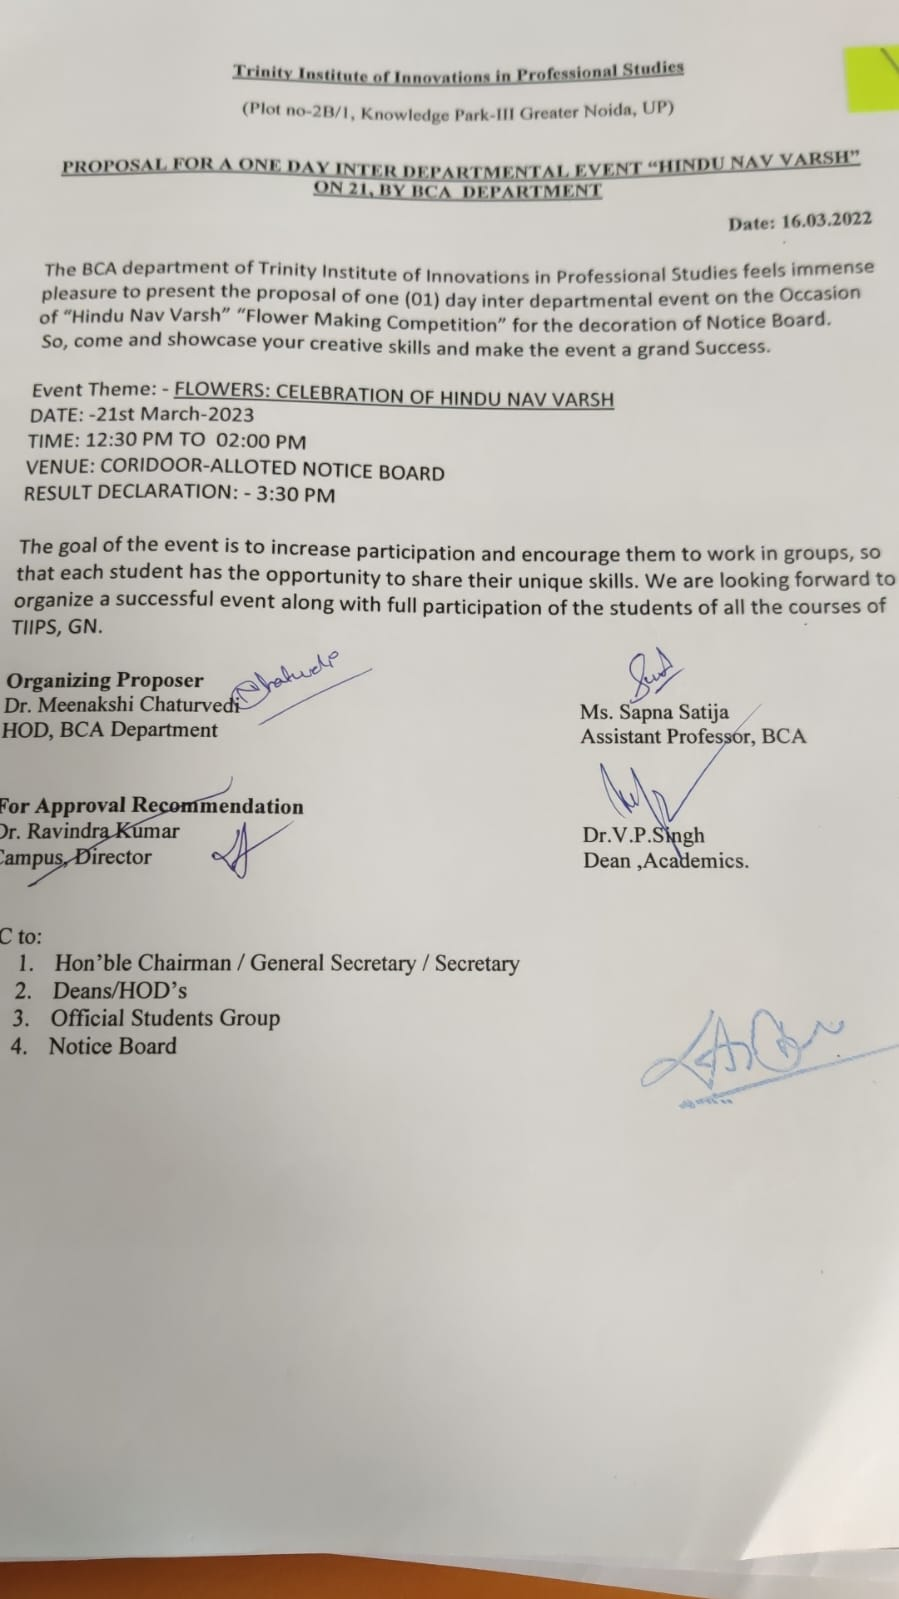 Trinity Institute of Innovations in Professional Studies
(Plot no-2B/1, Knowledge Park-III Greater Noida, UP)
PROPOSAL FOR A ONE DAY INTER DEPARTMENTAL EVENT “HINDU NAV VARSH”
ON 21, BY BCA DEPARTMENT
Date: 16.03.2022
The BCA department of Trinity Institute of Innovations in Professional Studies feels immense
pleasure to present the proposal of one (01) day inter departmental event on the Occasion
of “Hindu Nav Varsh” “Flower Making Competition” for the decoration of Notice Board.
So, come and showcase your creative skills and make the event a grand Success.
Event Theme: - FLOWERS: CELEBRATION OF HINDU NAV VARSH
DATE: -21st March-2023
TIME: 12:30 PM TO 02:00 PM
VENUE: CORIDOOR-ALLOTED NOTICE BOARD
RESULT DECLARATION: - 3:30 PM
The goal of the event is to increase participation and encourage them to work in groups, so
that each student has the opportunity to share their unique skills. We are looking forward to
organize a successful event along with full participation of the students of all the courses of
TIIPS, GN.
Organizing Proposer
Dr. Meenakshi Chaturvedi
HOD, BCA Department
Ms. Sapna Satija
Assistant Professor, BCA
For Approval Recommendation
Dr. Ravindra Kumar
Campus, Director
Dr.V.P.Singh
Dean ,Academics.
C to:
1. Hon’ble Chairman / General Secretary / Secretary
2. Deans/HOD’s
3. Official Students Group
4. Notice Board